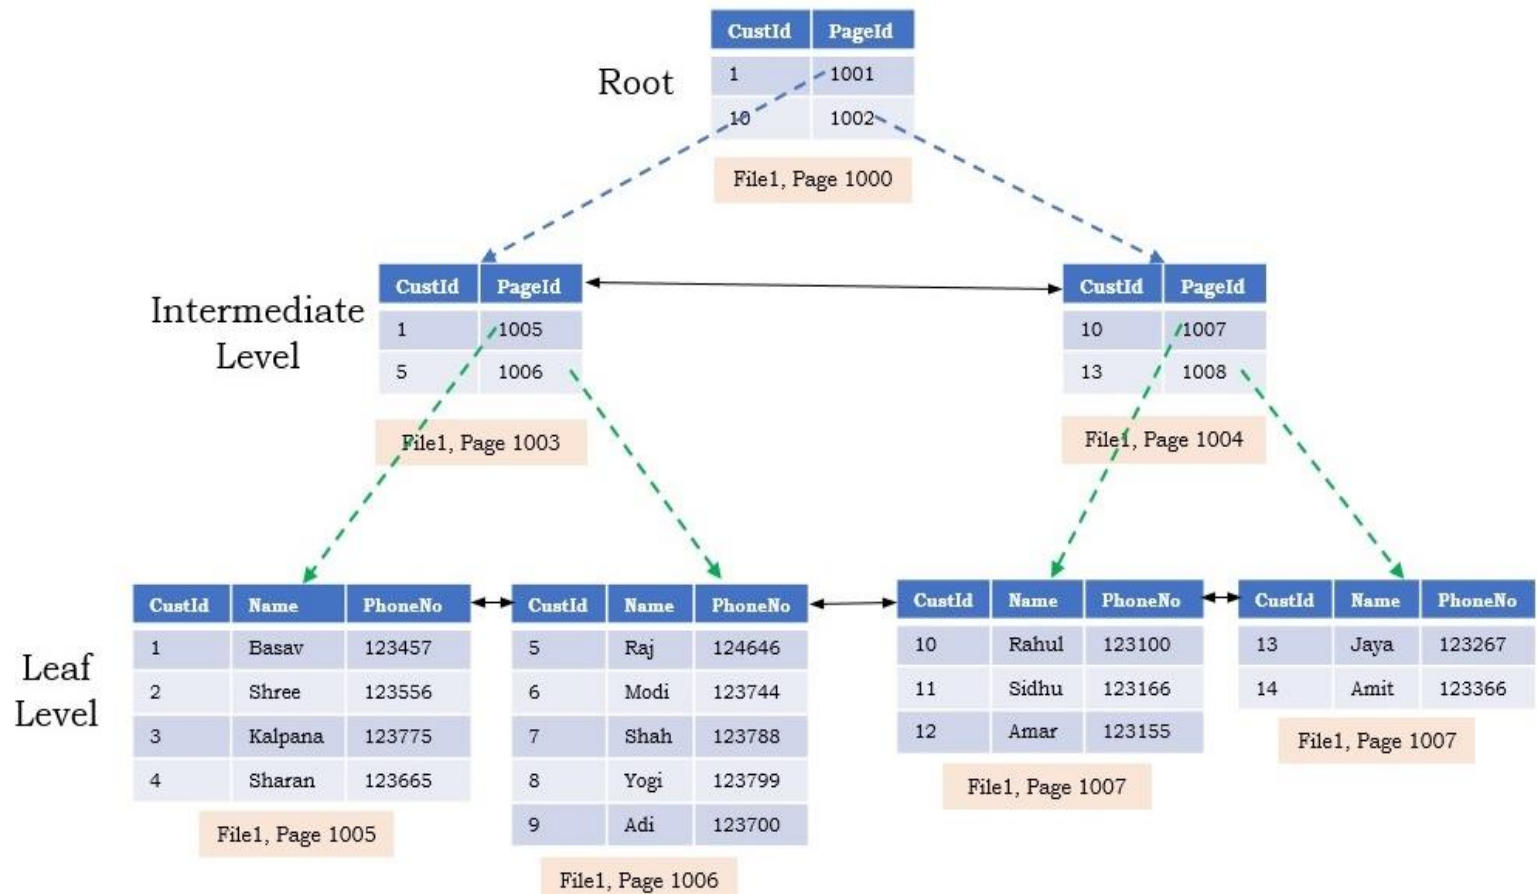 CustId PageId
1 1001
10 1002
Root
File1, Page 1000
CustId PageId
1 1005
5 1006
Intermediate
Level
File1, Page 1003
CustId PageId
10 1007
13 1008
File1, Page 1004
Leaf
Level
CustId Name PhoneNo
1 Basav 123457
2 Shree 123556
3 Kalpana 123775
4 Sharan 123665
File1, Page 1005
CustId Name PhoneNo
5 Raj 124646
6 Modi 123744
7 Shah 123788
8 Yogi 123799
9 Adi 123700
File1, Page 1006
CustId Name PhoneNo
10 Rahul 123100
11 Sidhu 123166
12 Amar 123155
File1, Page 1007
CustId Name PhoneNo
13 Jaya 123267
14 Amit 123366
File1, Page 1007